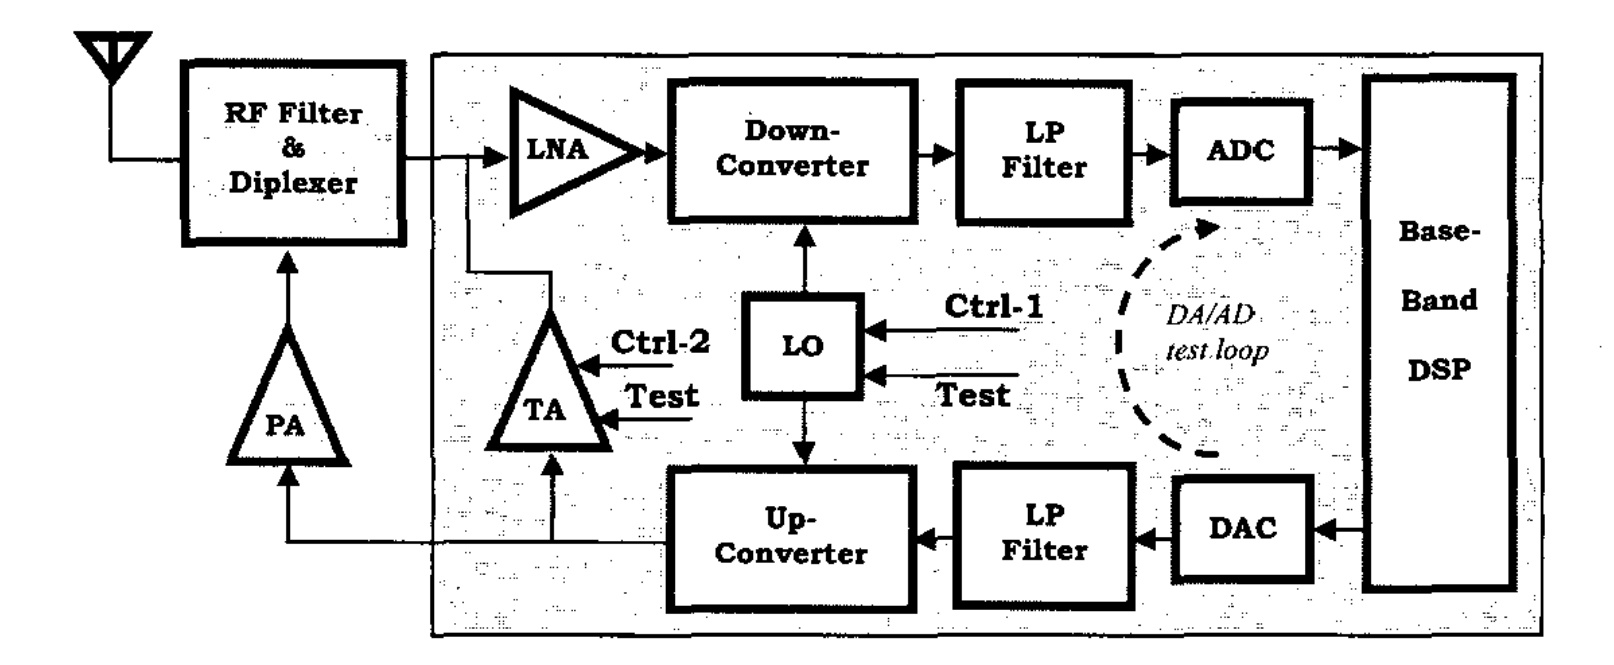 RF Filter
&
Diplexer
LNA
Down-
Converter
LP
Filter
ADC
Base-
Band
DSP
Ctrl-1
LO
Test
DA/AD
test loop
Ctrl-2
Test
TA
PA
Up-
Converter
LP
Filter
DAC